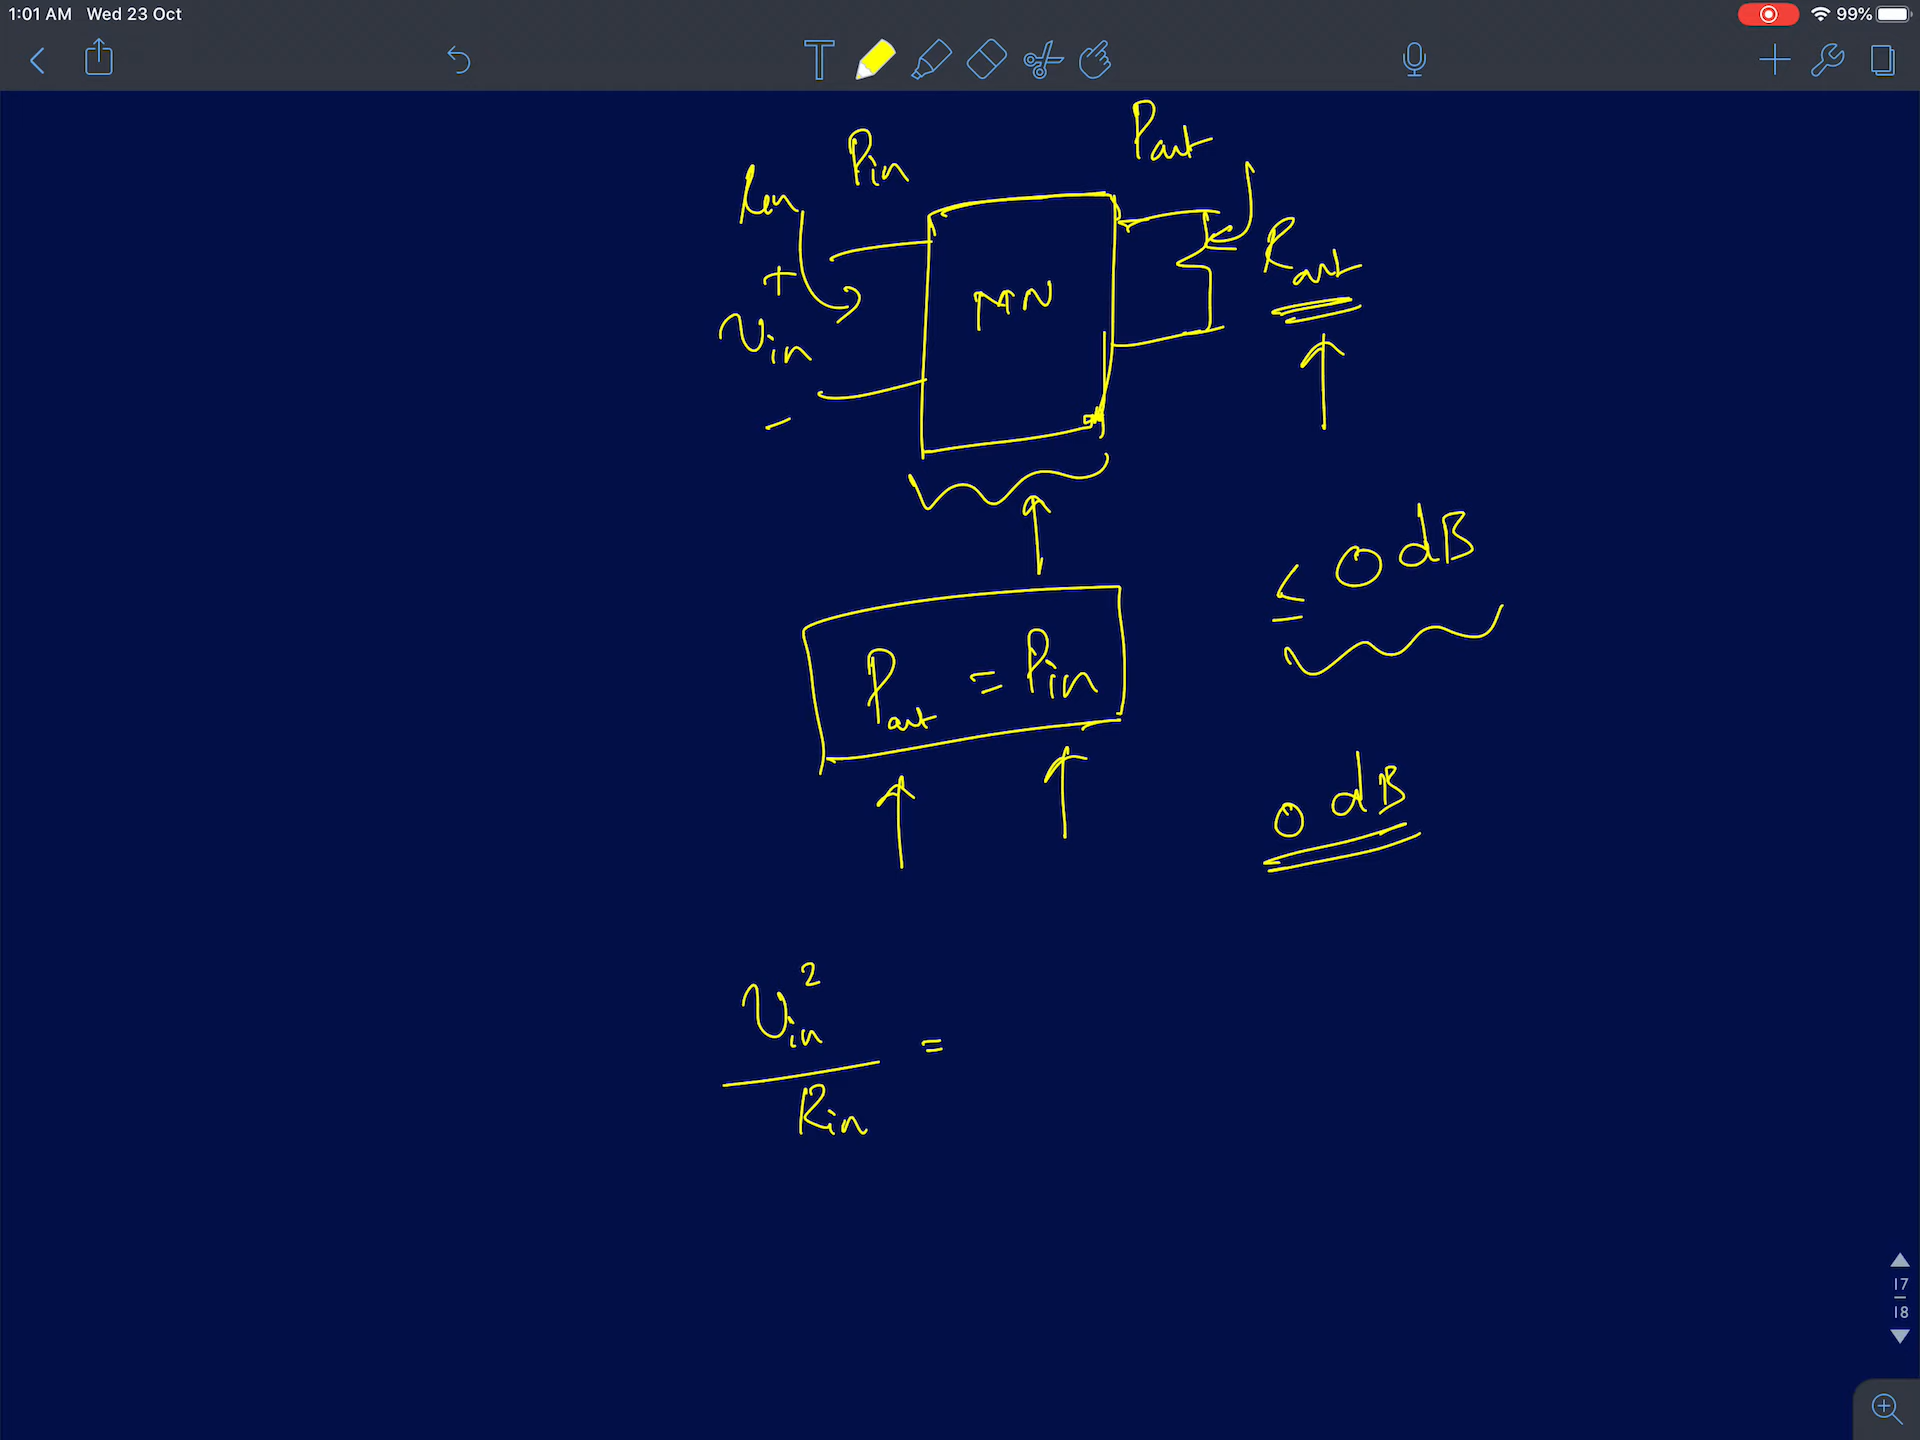 1:01 AM Wed 23 Oct
99%
T
Pin
Pout
Rin
+
Vin
-
MN
Rout
≤ 0 dB
Pout = Pin
0 dB
Vin² =
Rin
17
18